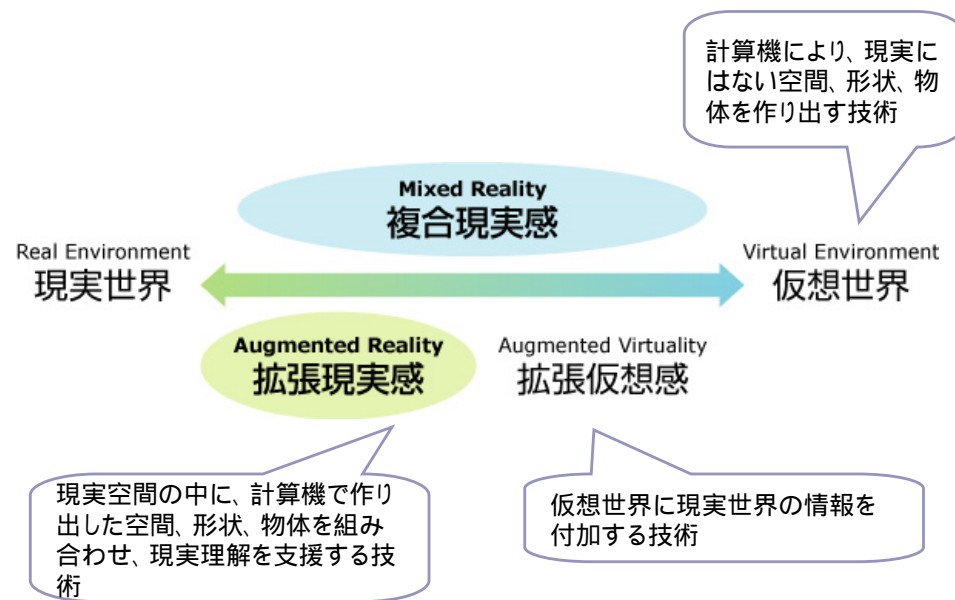 計算機により、現実に
はない空間、形状、物
体を作り出す技術
Mixed Reality
複合現実感
Real Environment
現実世界
Virtual Environment
仮想世界
Augmented Reality
拡張現実感
Augmented Virtuality
拡張仮想感
現実空間の中に、計算機で作り
出した空間、形状、物体を組み
合わせ、現実理解を支援する技
術
仮想世界に現実世界の情報を
付加する技術